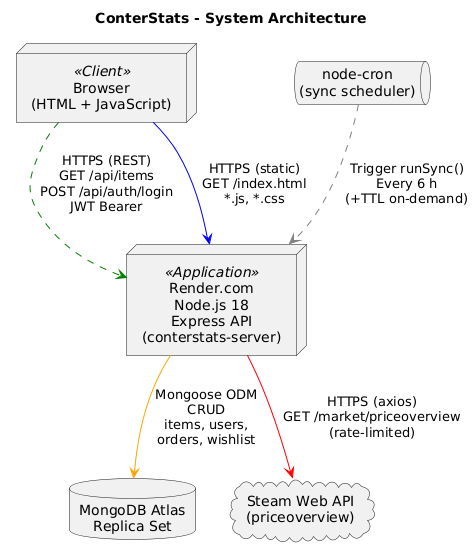 ConterStats - System Architecture
«Client»
Browser
(HTML + JavaScript)
node-cron
(sync scheduler)
HTTPS (REST)
GET /api/items
POST /api/auth/login
JWT Bearer
HTTPS (static)
GET /index.html
*.js, *.css
Trigger runSync()
Every 6 h
(+TTL on-demand)
«Application»
Render.com
Node.js 18
Express API
(conterstats-server)
Mongoose ODM
CRUD
items, users,
orders, wishlist
HTTPS (axios)
GET /market/priceoverview
(rate-limited)
MongoDB Atlas
Replica Set
Steam Web API
(priceoverview)